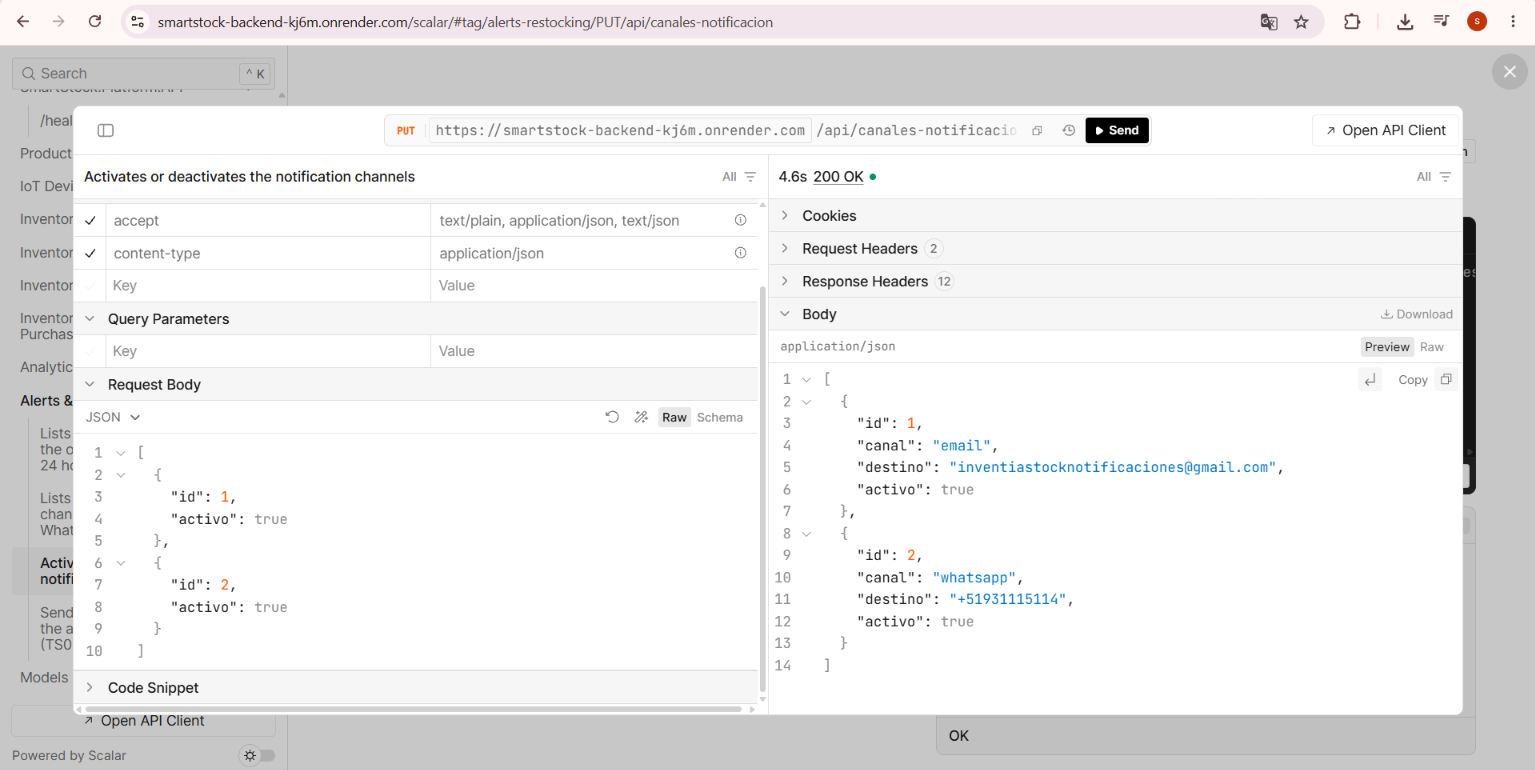 smartstock-backend-kj6m.onrender.com/scalar/#tag/alerts-restocking/PUT/api/canales-notificacion
s
Search
^ K
SmartStock.Platform.API
/heal
Product
IoT Devi
Inventor
Inventor
Inventor
Inventor
Purchas
Analytic
Alerts &
Lists
the o
24 ho
Lists
chan
What
Activ
notifi
Send
the a
(TS0
Models
Open API Client
Powered by Scalar
PUT
https://smartstock-backend-kj6m.onrender.com
/api/canales-notificacio
Send
Open API Client
Activates or deactivates the notification channels
All
accept
text/plain, application/json, text/json
content-type
application/json
Key
Value
Query Parameters
Key
Value
Request Body
JSON
Raw
Schema
1 [
2 {
3 "id": 1,
4 "activo": true
5 },
6 {
7 "id": 2,
8 "activo": true
9 }
10 ]
Code Snippet
4.6s 200 OK
All
Cookies
Request Headers 2
Response Headers 12
Body
Download
application/json
Preview
Raw
Copy
1 [
2 {
3 "id": 1,
4 "canal": "email",
5 "destino": "inventiastocknotificaciones@gmail.com",
6 "activo": true
7 },
8 {
9 "id": 2,
10 "canal": "whatsapp",
11 "destino": "+51931115114",
12 "activo": true
13 }
14 ]
OK